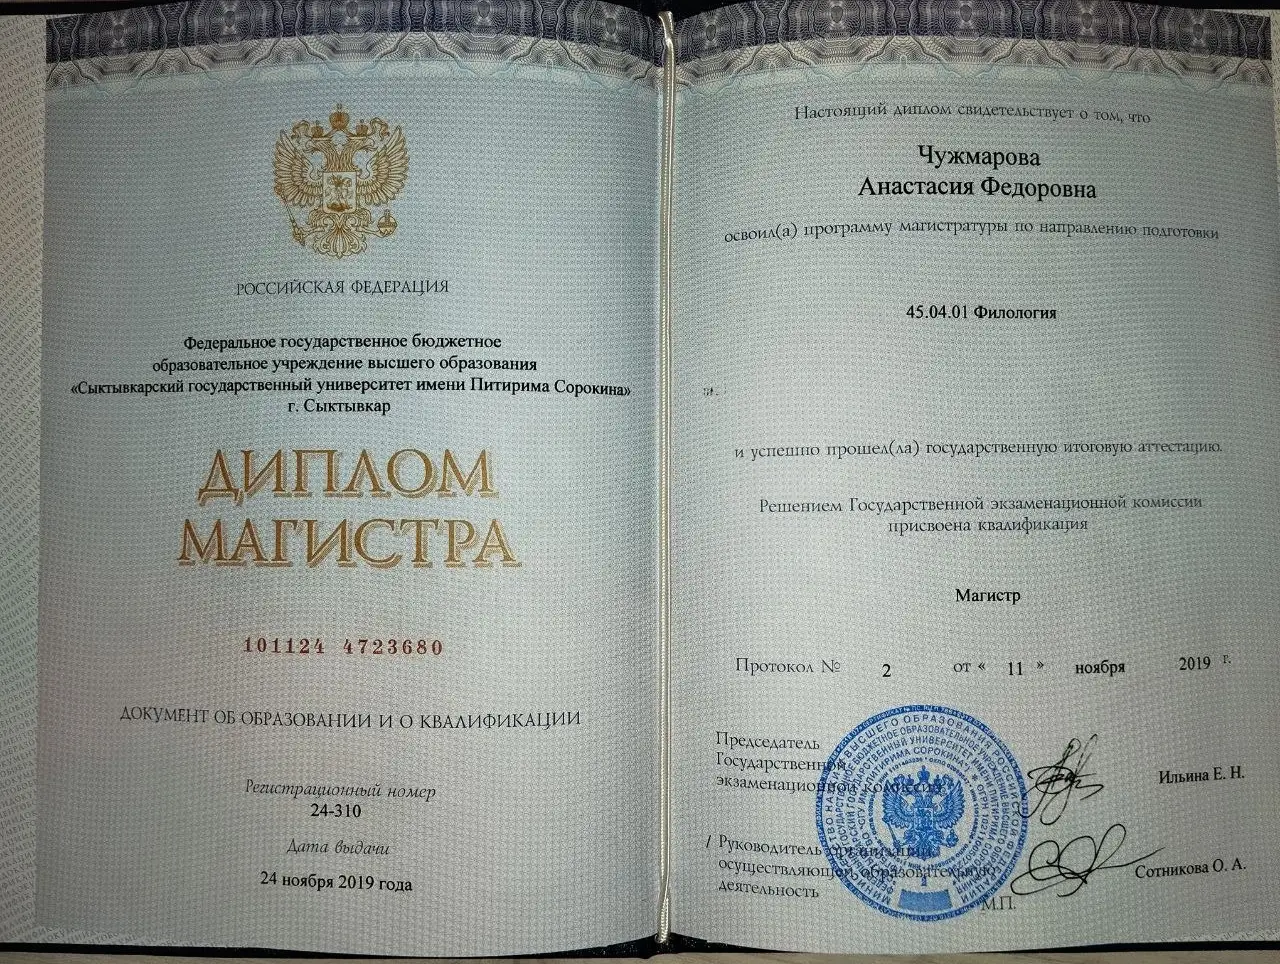 РОССИЙСКАЯ ФЕДЕРАЦИЯ
Федеральное государственное бюджетное
образовательное учреждение высшего образования
«Сыктывкарский государственный университет имени Питирима Сорокина»
г. Сыктывкар
ДИПЛОМ
МАГИСТРА
101124 4723680
ДОКУМЕНТ ОБ ОБРАЗОВАНИИ И О КВАЛИФИКАЦИИ
Регистрационный номер
24-310
Дата выдачи
24 ноября 2019 года
Настоящий диплом свидетельствует о том, что
Чужмарова
Анастасия Федоровна
освоил(а) программу магистратуры по направлению подготовки
45.04.01 Филология
и успешно прошел(ла) государственную итоговую аттестацию.
Решением Государственной экзаменационной комиссии
присвоена квалификация
Магистр
Протокол № 2 от « 11 » ноября 2019 г.
Председатель
Государственной
экзаменационной комиссии
Ильина Е. Н.
/ Руководитель организации,
осуществляющей образовательную
деятельность
Сотникова О. А.
М.П.